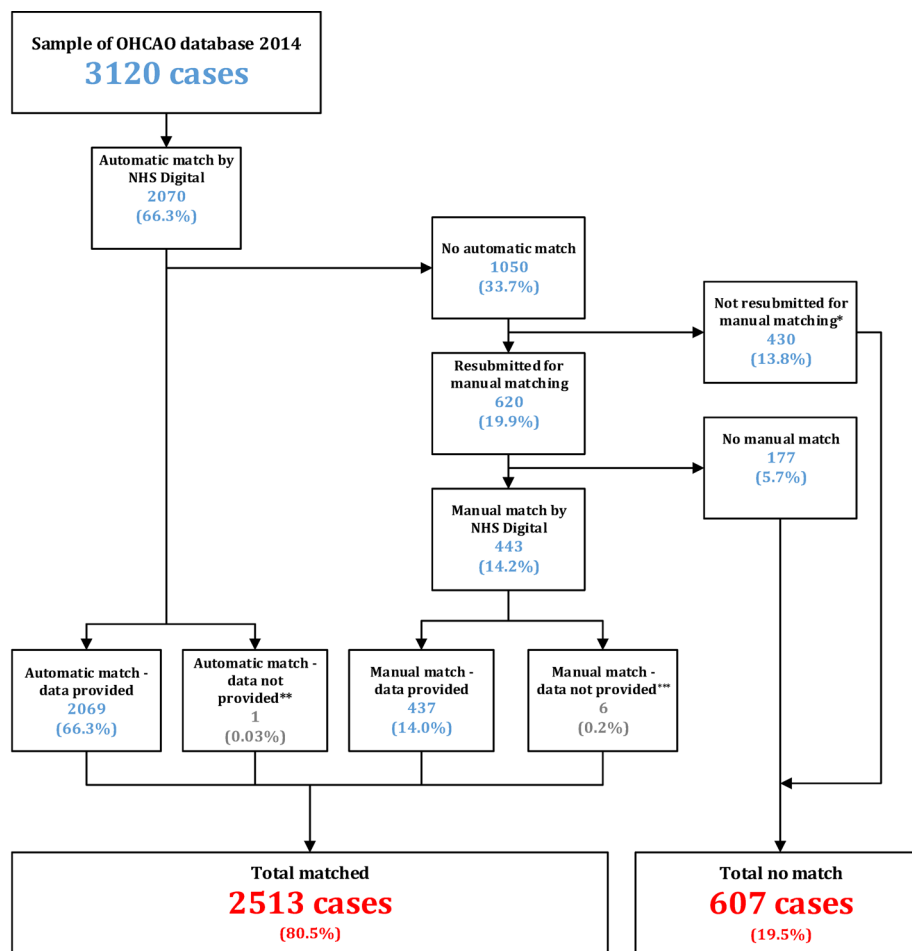 Sample of OHCAO database 2014
3120 cases
Automatic match by
NHS Digital
2070
(66.3%)
No automatic match
1050
(33.7%)
Not resubmitted for
manual matching*
430
(13.8%)
Resubmitted for
manual matching
620
(19.9%)
No manual match
177
(5.7%)
Manual match by
NHS Digital
443
(14.2%)
Automatic match -
data provided
2069
(66.3%)
Automatic match -
data not
provided**
1
(0.03%)
Manual match -
data provided
437
(14.0%)
Manual match -
data not provided***
6
(0.2%)
Total matched
2513 cases
(80.5%)
Total no match
607 cases
(19.5%)